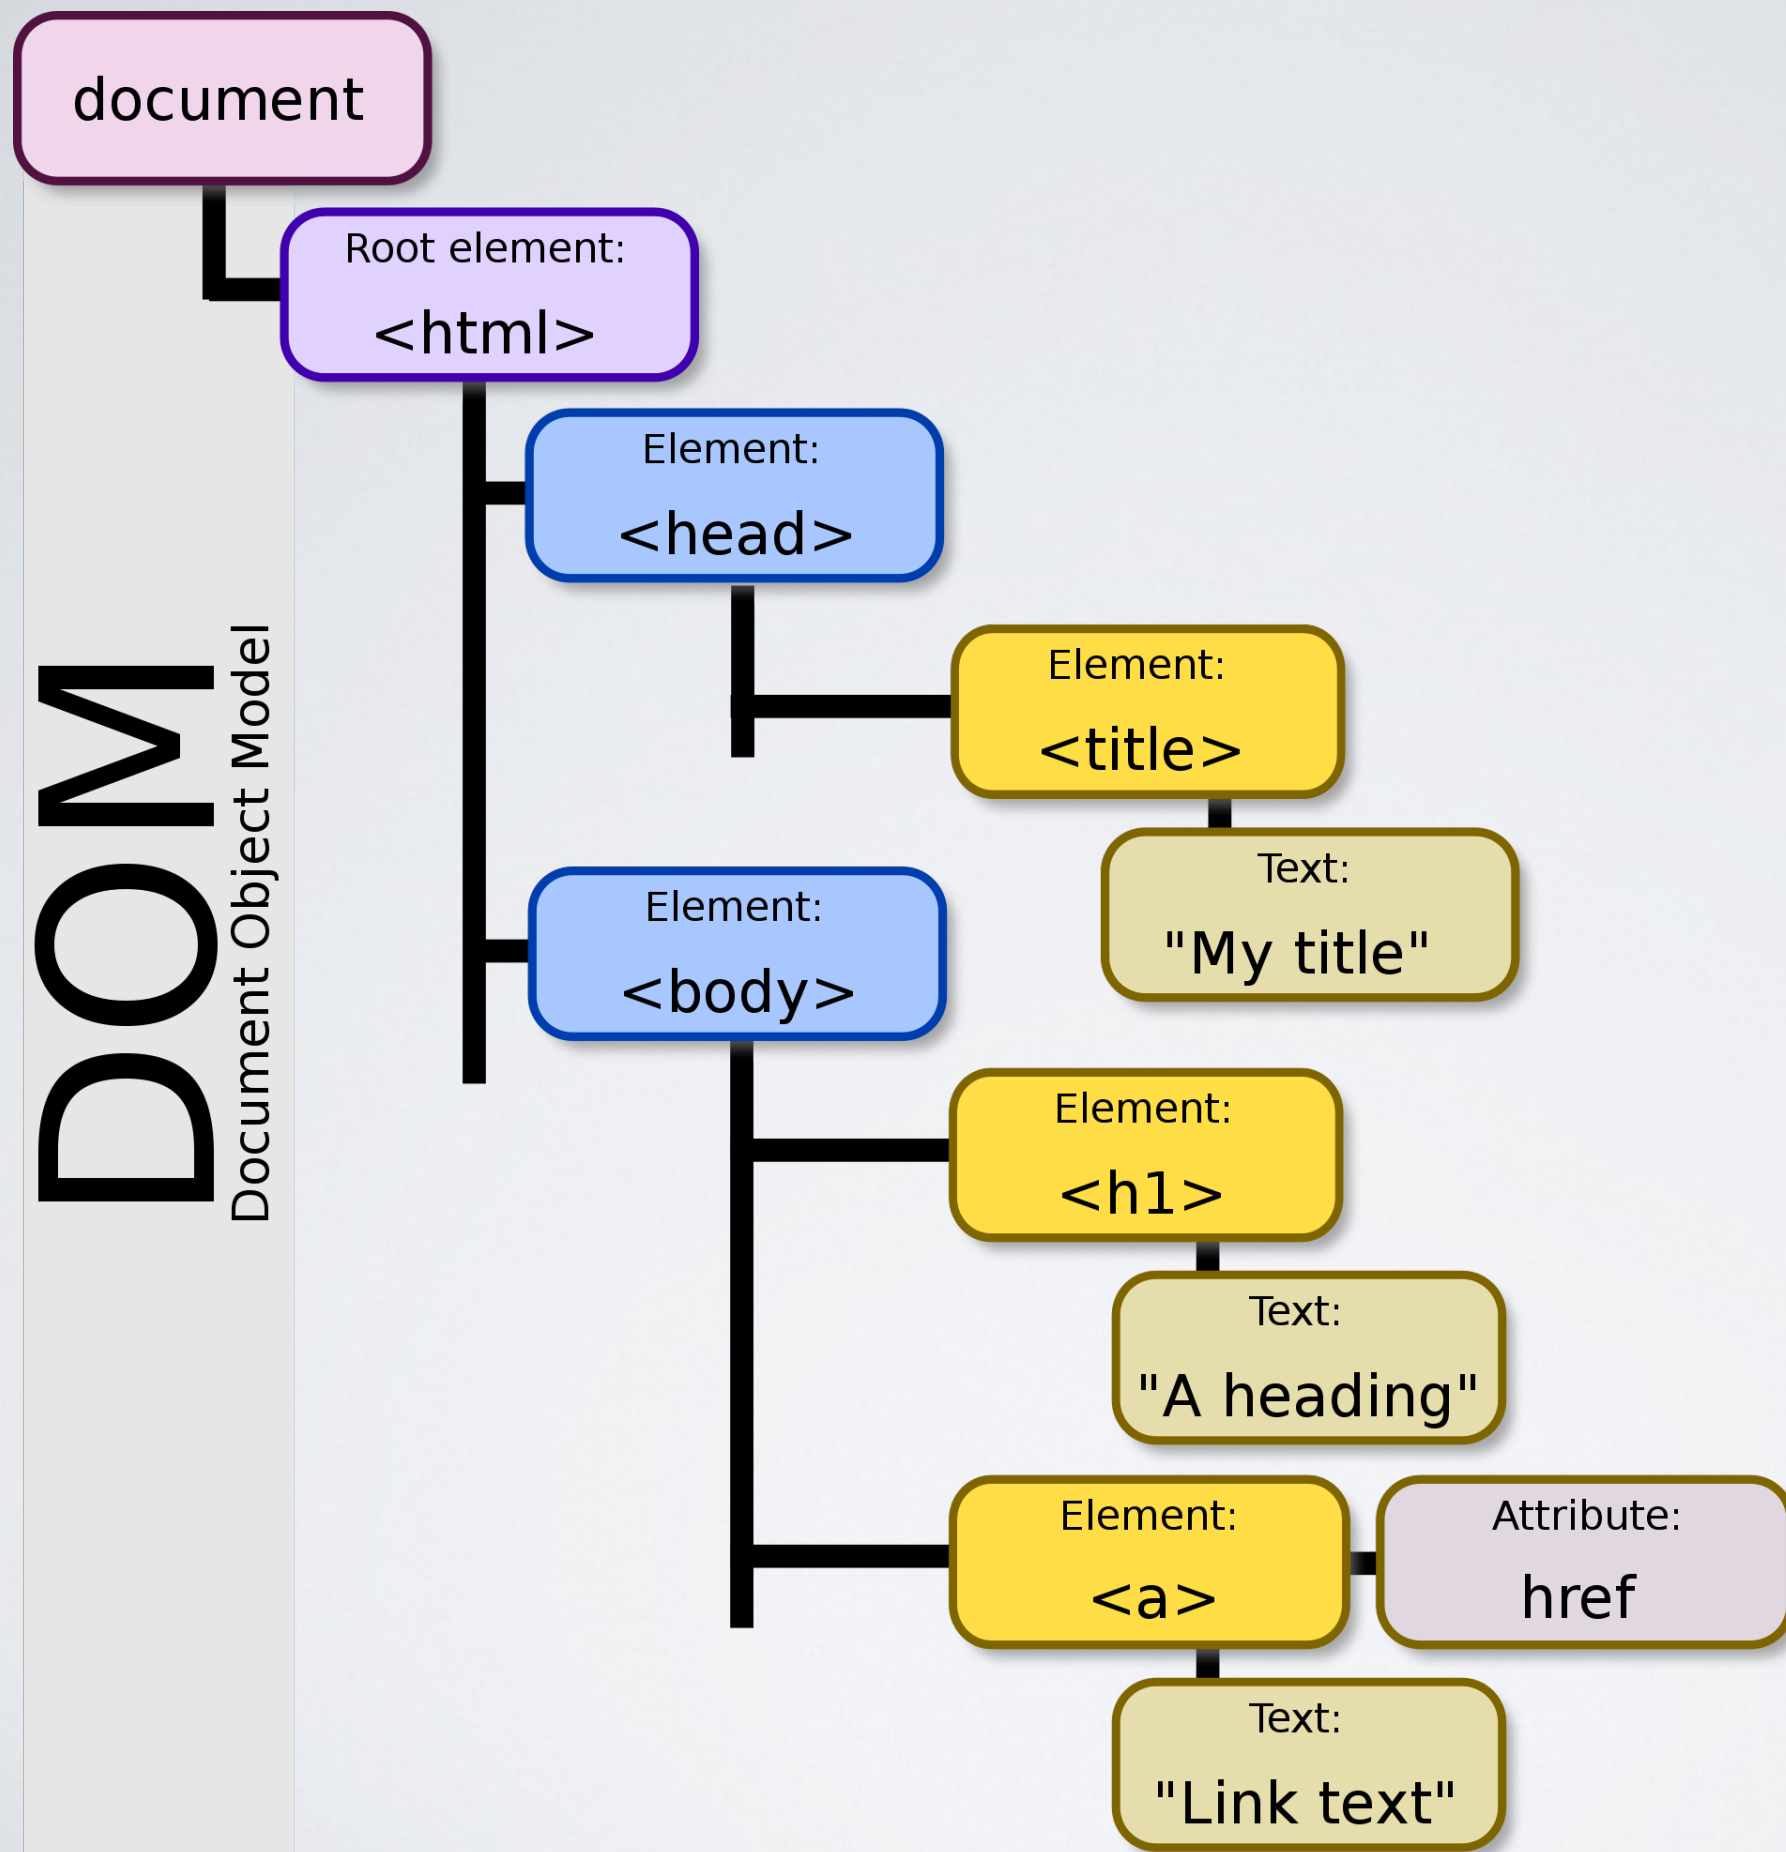 document
Root element:
<html>
Element:
<head>
Element:
<title>
Text:
"My title"
Element:
<body>
Element:
<h1>
Text:
"A heading"
Element:
<a>
Attribute:
href
Text:
"Link text"
DOM
Document Object Model